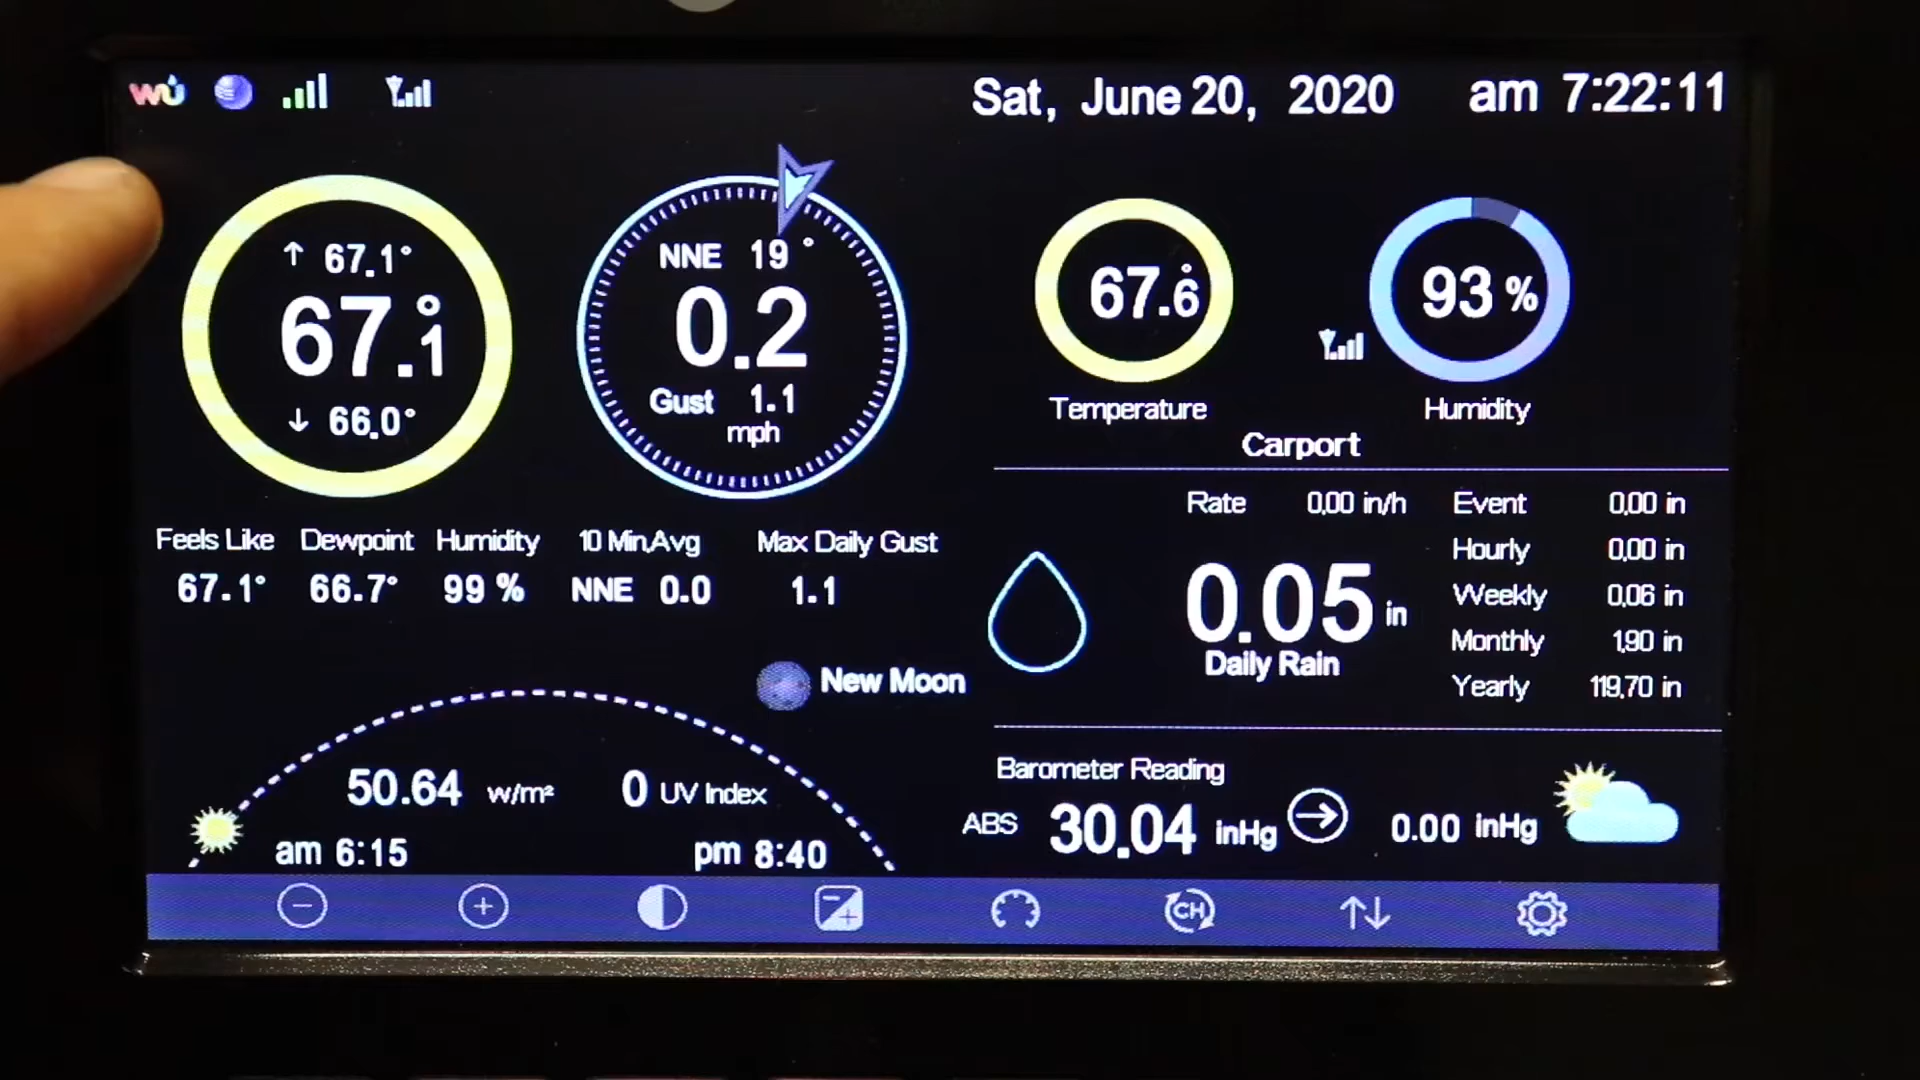 WU
Sat, June 20, 2020 am 7:22:11
↑ 67.1°
67.1°
↓ 66.0°
NNE 19°
0.2
Gust 1.1
mph
67.6°
Temperature
93 %
Humidity
Carport
Feels Like Dewpoint Humidity 10 Min.Avg Max Daily Gust
67.1° 66.7° 99 % NNE 0.0 1.1
Rate 0.00 in/h
0.05 in
Daily Rain
Event 0.00 in
Hourly 0.00 in
Weekly 0.06 in
Monthly 1.90 in
Yearly 119.70 in
New Moon
50.64 w/m² 0 UV Index
am 6:15 pm 8:40
Barometer Reading
ABS 30.04 inHg 0.00 inHg
CH